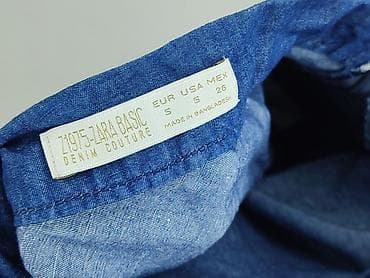 Z1975-ZARA BASIC
DENIM COUTURE
EUR USA MEX
S S 26
MADE IN BANGLADESH